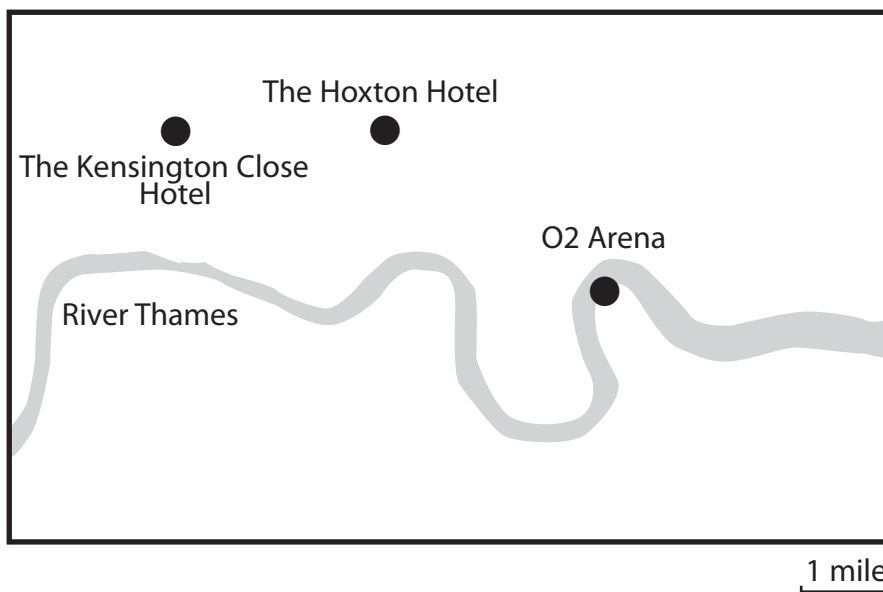 The Hoxton Hotel
The Kensington Close
Hotel
O2 Arena
River Thames
1 mile